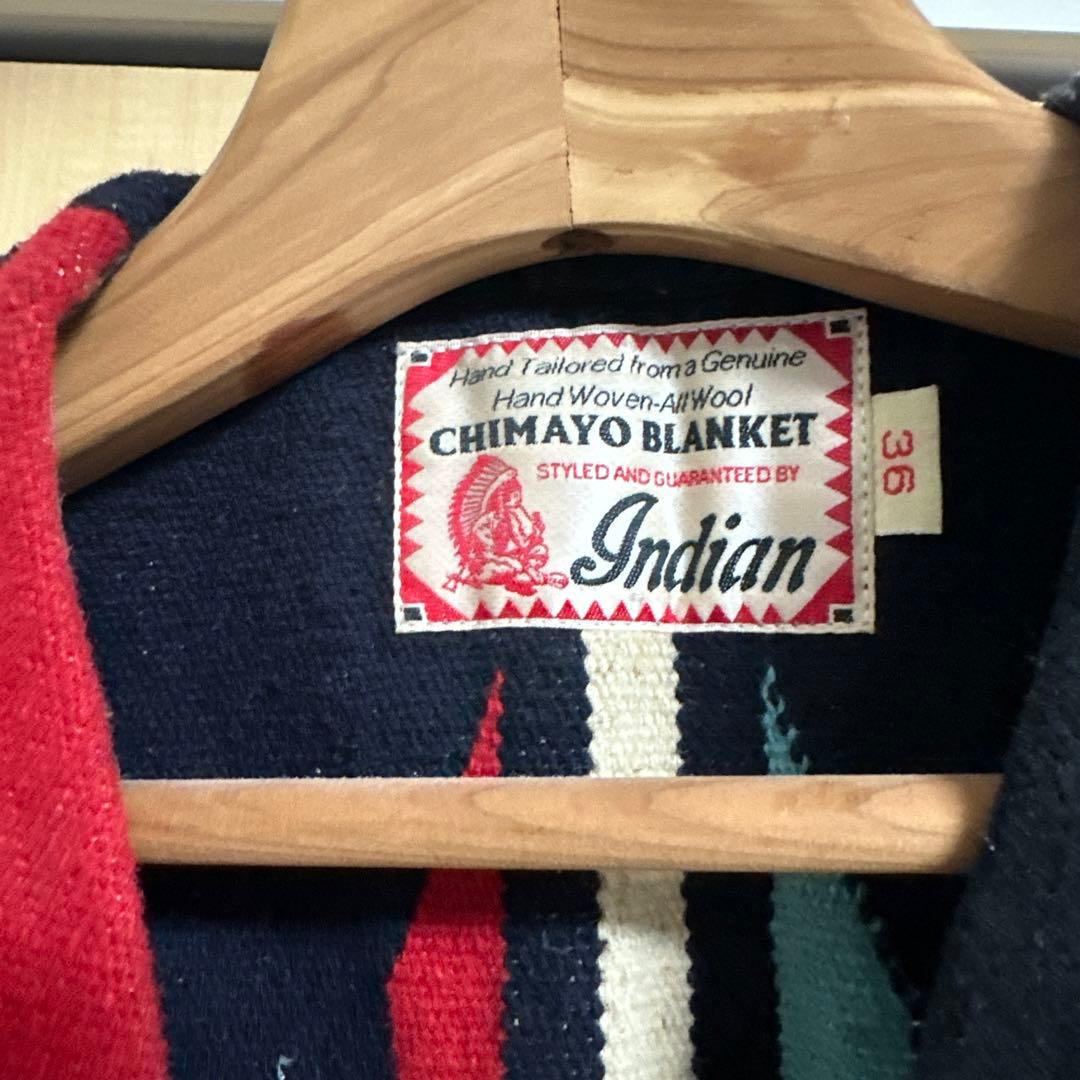 Hand Tailored from a Genuine
Hand Woven-All Wool
CHIMAYO BLANKET
STYLED AND GUARANTEED BY
Indian
36